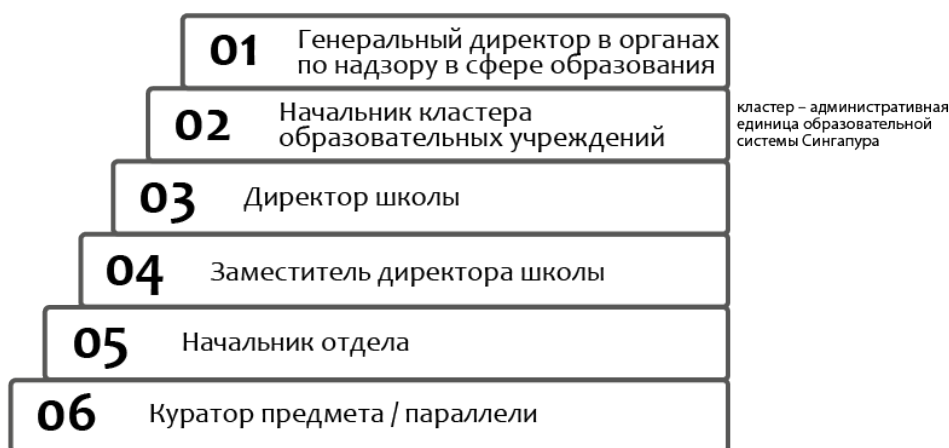 01 Генеральный директор в органах
по надзору в сфере образования
02 Начальник кластера
образовательных учреждений
кластер – административная
единица образовательной
системы Сингапура
03 Директор школы
04 Заместитель директора школы
05 Начальник отдела
06 Куратор предмета / параллели